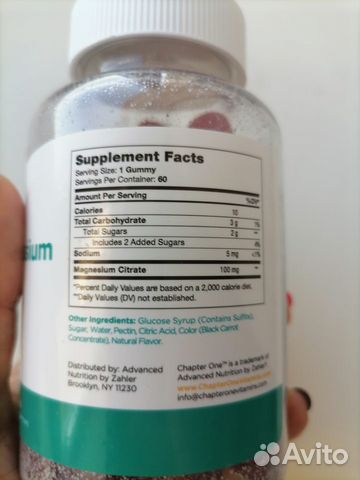 sium
Supplement Facts
Serving Size: 1 Gummy
Servings Per Container: 60
Amount Per Serving
%DV*
Calories 10
Total Carbohydrate 3 g 1%
Total Sugars 2 g **
Includes 2 Added Sugars 4%
Sodium 5 mg <1%
Magnesium Citrate 100 mg **
*Percent Daily Values are based on a 2,000 calorie diet.
**Daily Values (DV) not established.
Other Ingredients: Glucose Syrup (Contains Sulfite),
Sugar, Water, Pectin, Citric Acid, Color (Black Carrot
Concentrate), Natural Flavor.
Distributed by: Advanced
Nutrition by Zahler
Brooklyn, NY 11230
Chapter One™ is a trademark of
Advanced Nutrition by Zahler
www.ChapterOnevitamins.com
info@chapteronevitamins.com
Avito